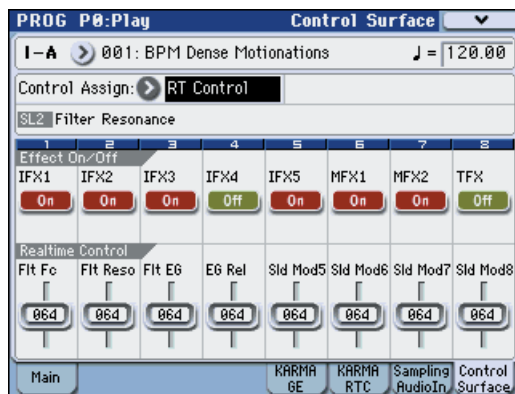 PROG P0:Play Control Surface
I-A 001: BPM Dense Motionations ♩= 120.00
Control Assign: RT Control
SL2 Filter Resonance
1 2 3 4 5 6 7 8
Effect On/Off
IFX1 IFX2 IFX3 IFX4 IFX5 MFX1 MFX2 TFX
On On On Off On On On Off
Realtime Control
Flt Fc Flt Reso Flt EG EG Rel Sld Mod5 Sld Mod6 Sld Mod7 Sld Mod8
064 064 064 064 064 064 064 064
Main KARMA GE KARMA RTC Sampling AudioIn Control Surface